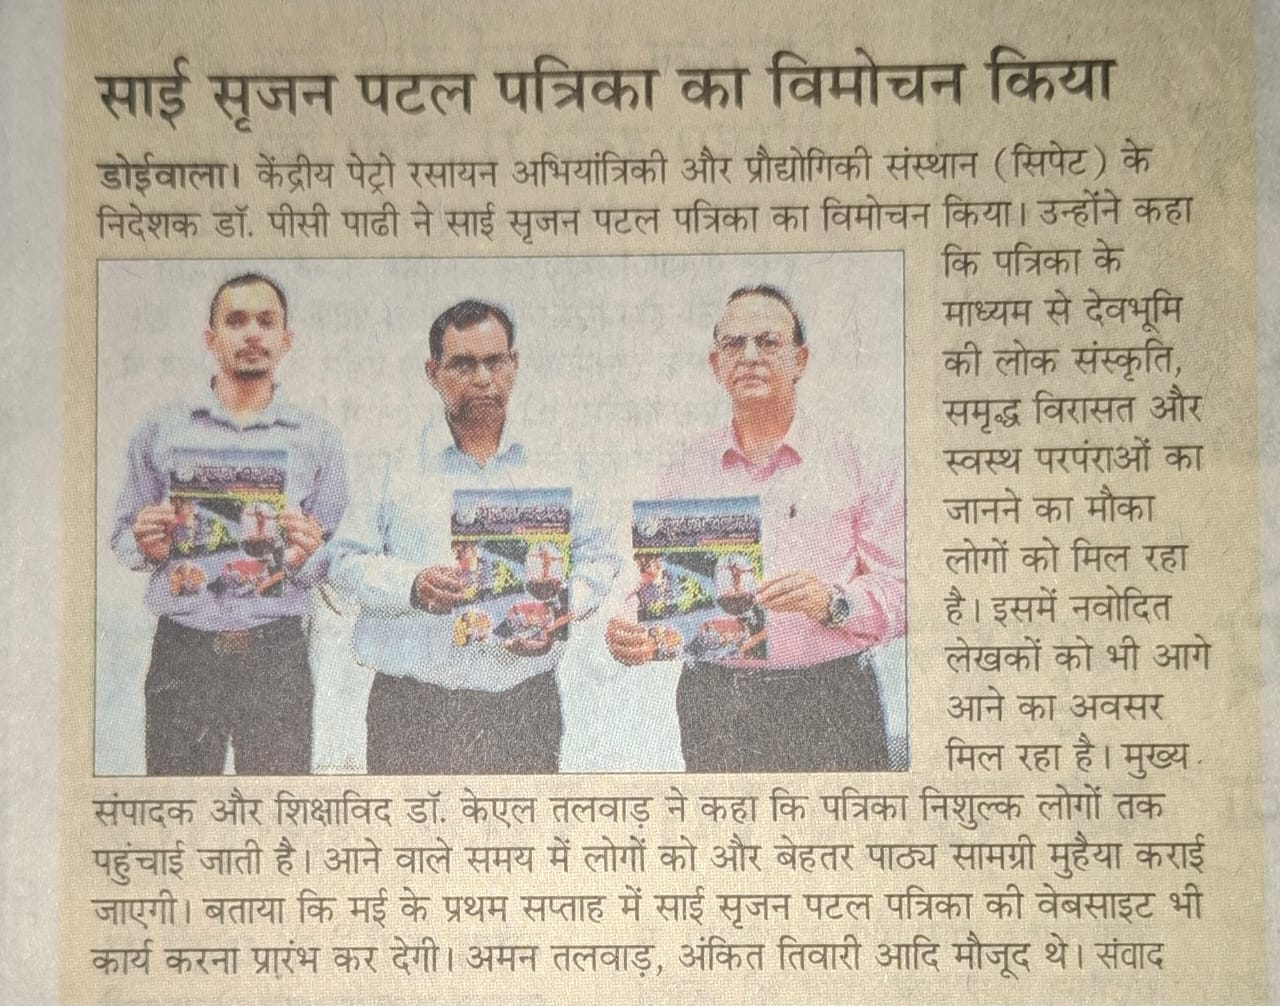 साई सृजन पटल पत्रिका का विमोचन किया
डोईवाला। केंद्रीय पेट्रो रसायन अभियांत्रिकी और प्रौद्योगिकी संस्थान (सिपेट) के
निदेशक डॉ. पीसी पाढी ने साई सृजन पटल पत्रिका का विमोचन किया। उन्होंने कहा
कि पत्रिका के
माध्यम से देवभूमि
की लोक संस्कृति,
समृद्ध विरासत और
स्वस्थ परपंराओं का
जानने का मौका
लोगों को मिल रहा
है। इसमें नवोदित
लेखकों को भी आगे
आने का अवसर
मिल रहा है। मुख्य
संपादक और शिक्षाविद डॉ. केएल तलवाड़ ने कहा कि पत्रिका निशुल्क लोगों तक
पहुंचाई जाती है। आने वाले समय में लोगों को और बेहतर पाठ्य सामग्री मुहैया कराई
जाएगी। बताया कि मई के प्रथम सप्ताह में साई सृजन पटल पत्रिका की वेबसाइट भी
कार्य करना प्रारंभ कर देगी। अमन तलवाड़, अंकित तिवारी आदि मौजूद थे। संवाद